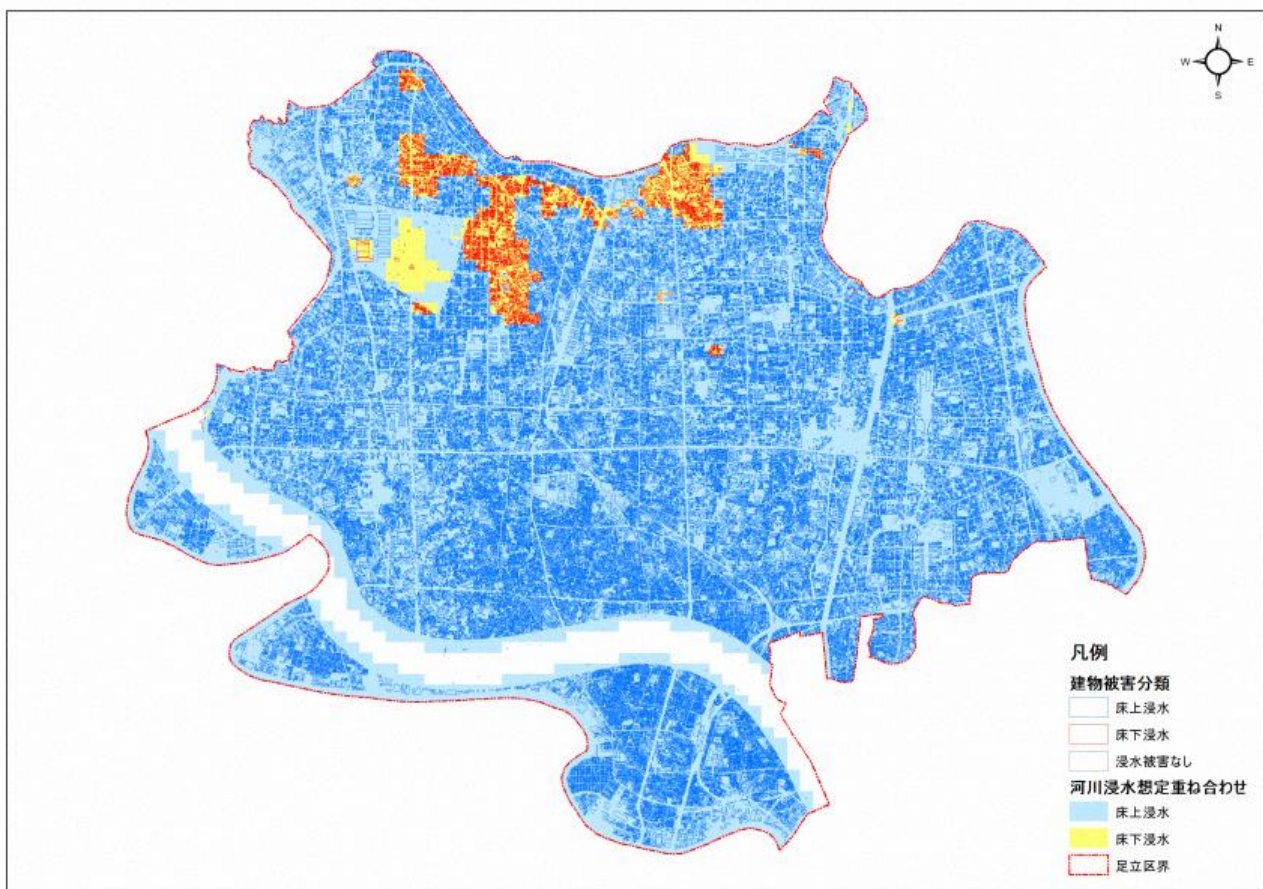 N
W E
S
凡例
建物被害分類
床上浸水
床下浸水
浸水被害なし
河川浸水想定重ね合わせ
床上浸水
床下浸水
足立区界